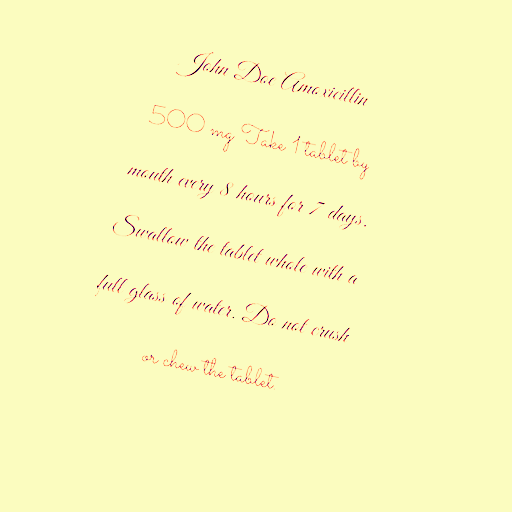 John Doe Amoxicillin
500 mg Take 1 tablet by
mouth every 8 hours for 7 days.
Swallow the tablet whole with a
full glass of water. Do not crush
or chew the tablet